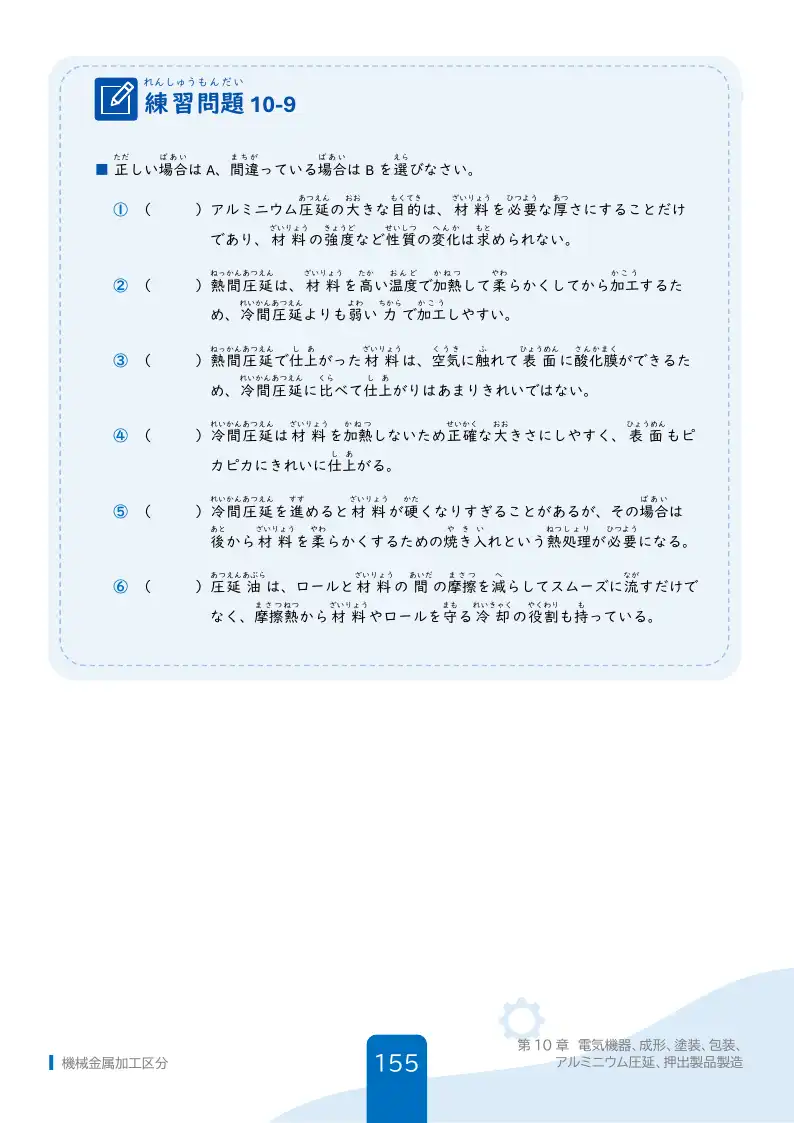 れんしゅうもんだい
練習問題 10-9
■ 正しい場合は A、間違っている場合は B を選びなさい。
① （　　　）アルミニウム圧延の大きな目的は、材料を必要な厚さにすることだけ
であり、材料の強度など性質の変化は求められない。
② （　　　）熱間圧延は、材料を高い温度で加熱して柔らかくしてから加工するた
め、冷間圧延よりも弱い力で加工しやすい。
③ （　　　）熱間圧延で仕上がった材料は、空気に触れて表面に酸化膜ができるた
め、冷間圧延に比べて仕上がりはあまりきれいではない。
④ （　　　）冷間圧延は材料を加熱しないため正確な大きさにしやすく、表面もピ
カピカにきれいに仕上がる。
⑤ （　　　）冷間圧延を進めると材料が硬くなりすぎることがあるが、その場合は
後から材料を柔らかくするための焼き入れという熱処理が必要になる。
⑥ （　　　）圧延油は、ロールと材料の間の摩擦を減らしてスムーズに流すだけで
なく、摩擦熱から材料やロールを守る冷却の役割も持っている。
機械金属加工区分
155
第 10 章 電気機器、成形、塗装、包装、
アルミニウム圧延、押出製品製造